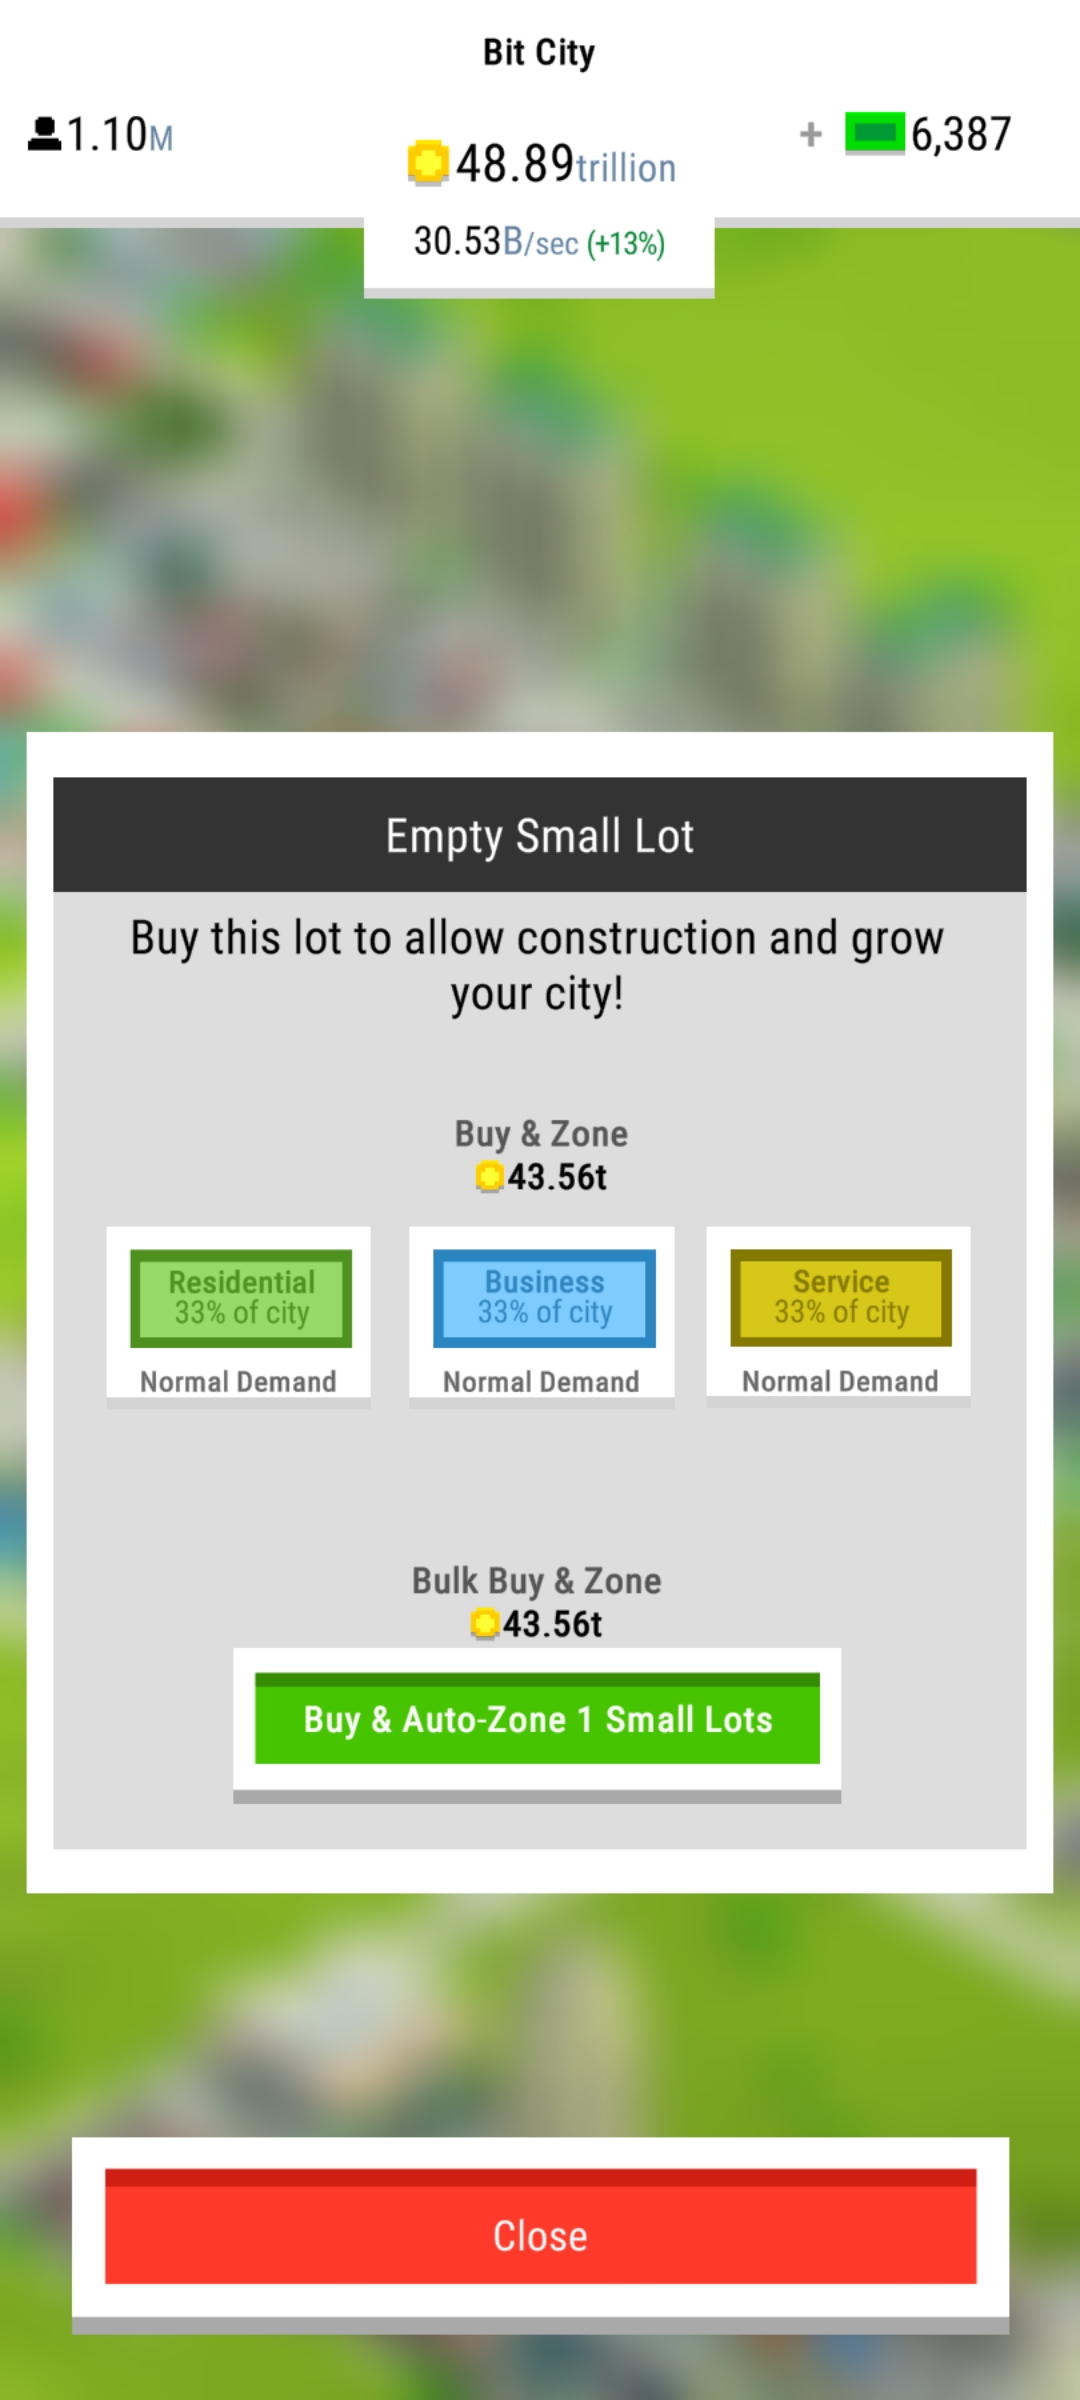 Bit City
1.10M
48.89trillion
+ 6,387
30.53B/sec (+13%)
Empty Small Lot
Buy this lot to allow construction and grow
your city!
Buy & Zone
43.56t
Residential
33% of city
Normal Demand
Business
33% of city
Normal Demand
Service
33% of city
Normal Demand
Bulk Buy & Zone
43.56t
Buy & Auto-Zone 1 Small Lots
Close